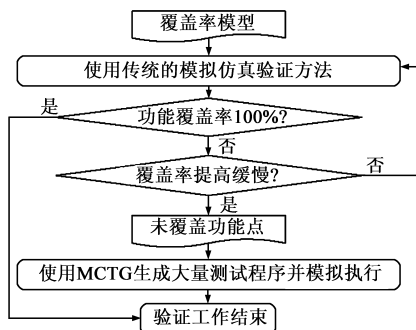 覆盖率模型
使用传统的模拟仿真验证方法
是
功能覆盖率100%?
否
覆盖率提高缓慢?
否
是
未覆盖功能点
使用MCTG生成大量测试程序并模拟执行
验证工作结束